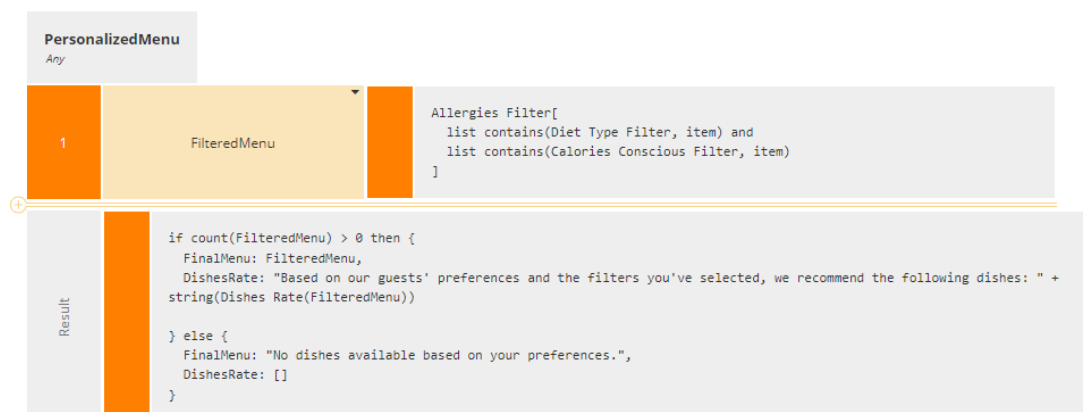 PersonalizedMenu
Any
1
FilteredMenu
Allergies Filter[
list contains(Diet Type Filter, item) and
list contains(Calories Conscious Filter, item)
]
Result
if count(FilteredMenu) > 0 then {
FinalMenu: FilteredMenu,
DishesRate: "Based on our guests' preferences and the filters you've selected, we recommend the following dishes: " +
string(Dishes Rate(FilteredMenu))
} else {
FinalMenu: "No dishes available based on your preferences.",
DishesRate: []
}